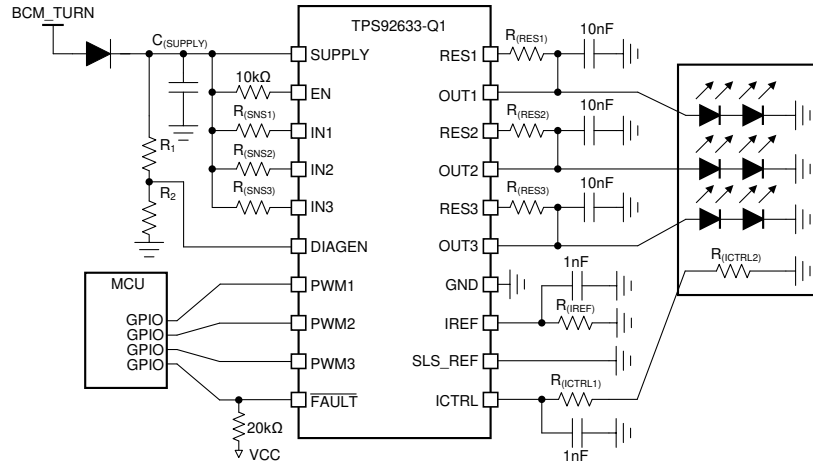 BCM_TURN
C(SUPPLY)
TPS92633-Q1
R(RES1)
10nF
SUPPLY
RES1
10kΩ
EN
OUT1
R(SNS1)
IN1
RES2
R(RES2)
10nF
R(SNS2)
IN2
OUT2
R1
R(SNS3)
IN3
RES3
R(RES3)
10nF
R2
DIAGEN
OUT3
R(ICTRL2)
MCU
GPIO
GPIO
GPIO
GPIO
PWM1
GND
1nF
R(IREF)
PWM2
IREF
PWM3
SLS_REF
R(ICTRL1)
FAULT
ICTRL
20kΩ
VCC
1nF